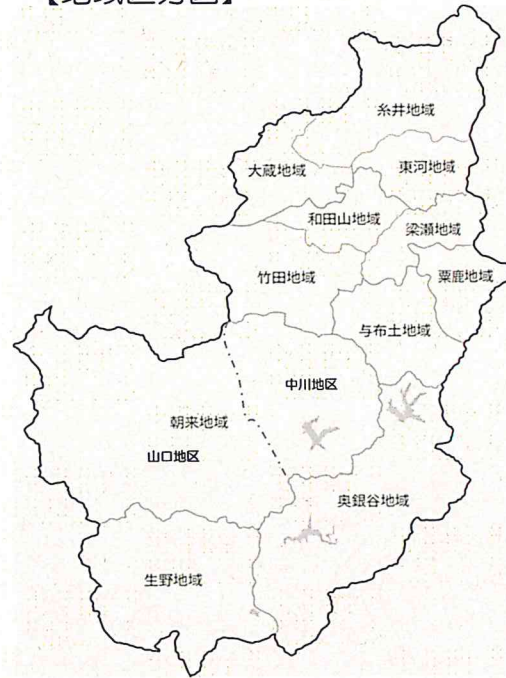 【地域区分図】
糸井地域
大蔵地域
東河地域
和田山地域
梁瀬地域
竹田地域
粟鹿地域
与布土地域
中川地区
朝来地域
山口地区
奥銀谷地域
生野地域